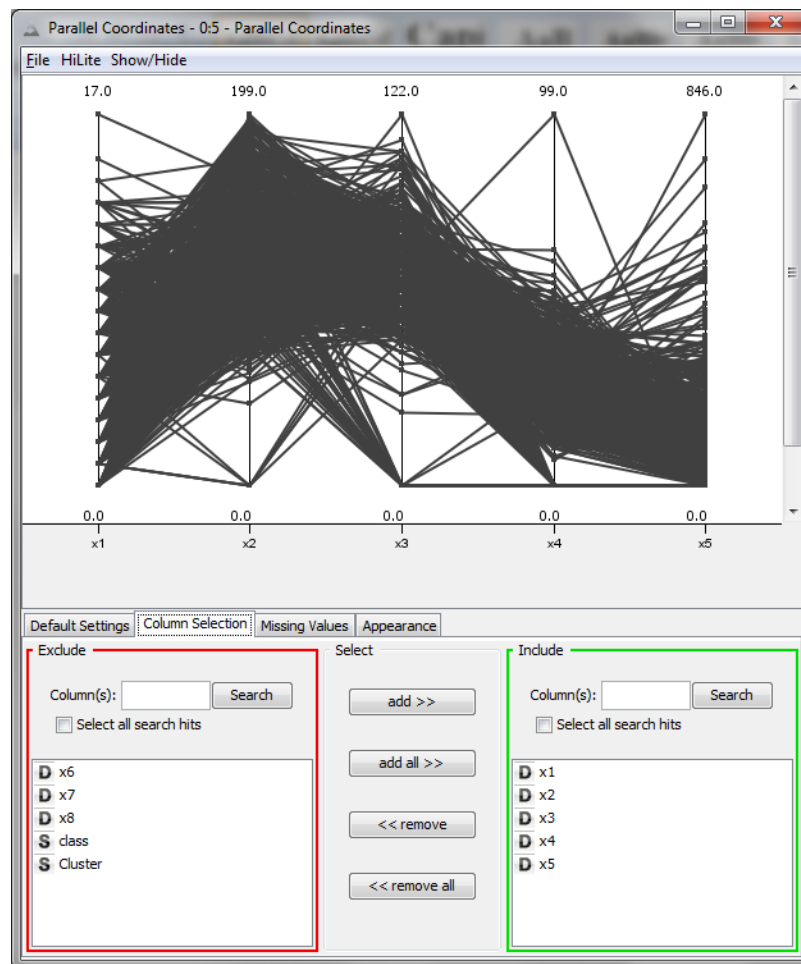 Parallel Coordinates - 0:5 - Parallel Coordinates
File HiLite Show/Hide
17.0 199.0 122.0 99.0 846.0
0.0 0.0 0.0 0.0 0.0
x1 x2 x3 x4 x5
Default Settings Column Selection Missing Values Appearance
Exclude
Column(s): Search
Select all search hits
D x6
D x7
D x8
S class
S Cluster
Select
add >>
add all >>
<< remove
<< remove all
Include
Column(s): Search
Select all search hits
D x1
D x2
D x3
D x4
D x5